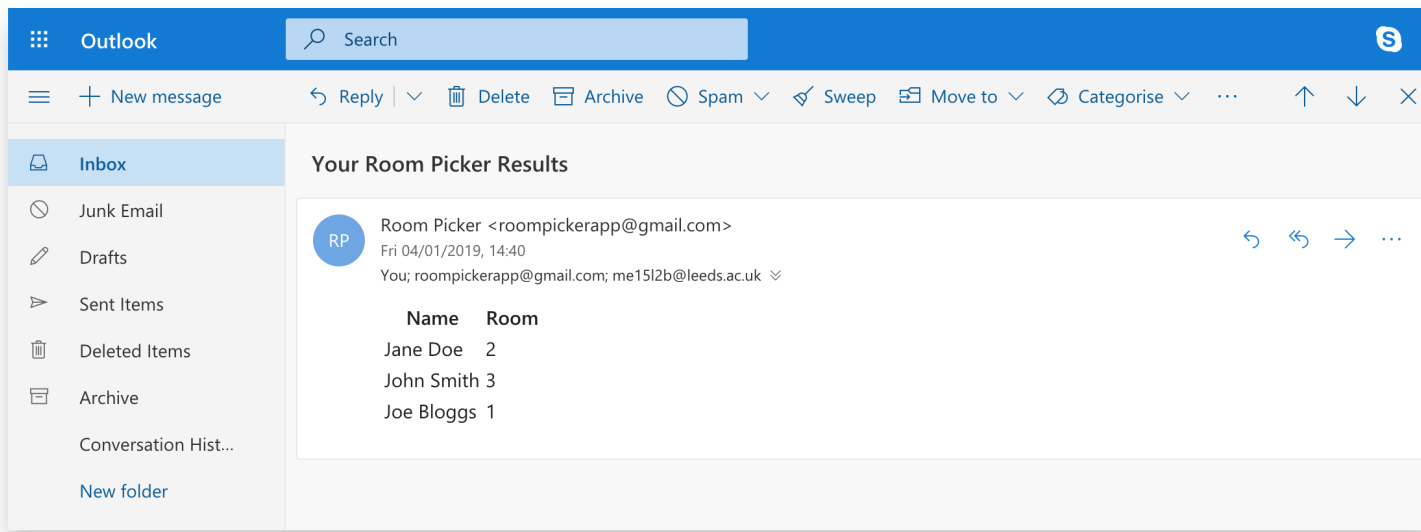 Outlook
Search
New message
Reply
Delete
Archive
Spam
Sweep
Move to
Categorise
Inbox
Junk Email
Drafts
Sent Items
Deleted Items
Archive
Conversation Hist...
New folder
Your Room Picker Results
RP
Room Picker <roompickerapp@gmail.com>
Fri 04/01/2019, 14:40
You; roompickerapp@gmail.com; me15l2b@leeds.ac.uk
Name Room
Jane Doe 2
John Smith 3
Joe Bloggs 1